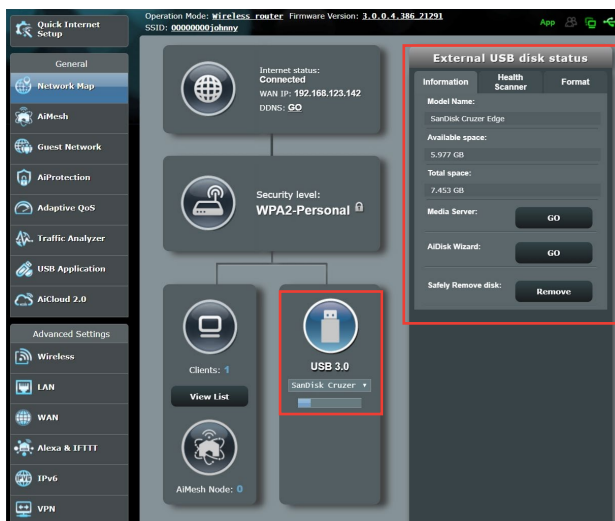 Quick Internet
Setup
Operation Mode: Wireless router Firmware Version: 3.0.0.4.386_21291
SSID: 00000000johnny
App
General
Network Map
AiMesh
Guest Network
AiProtection
Adaptive QoS
Traffic Analyzer
USB Application
AiCloud 2.0
Advanced Settings
Wireless
LAN
WAN
Alexa & IFTTT
IPv6
VPN
Internet status:
Connected
WAN IP: 192.168.123.142
DDNS: GO
Security level:
WPA2-Personal
Clients: 1
View List
AiMesh Node: 0
USB 3.0
SanDisk Cruzer
External USB disk status
Information
Health
Scanner
Format
Model Name:
SanDisk Cruzer Edge
Available space:
5.977 GB
Total space:
7.453 GB
Media Server:
GO
AiDisk Wizard:
GO
Safely Remove disk:
Remove